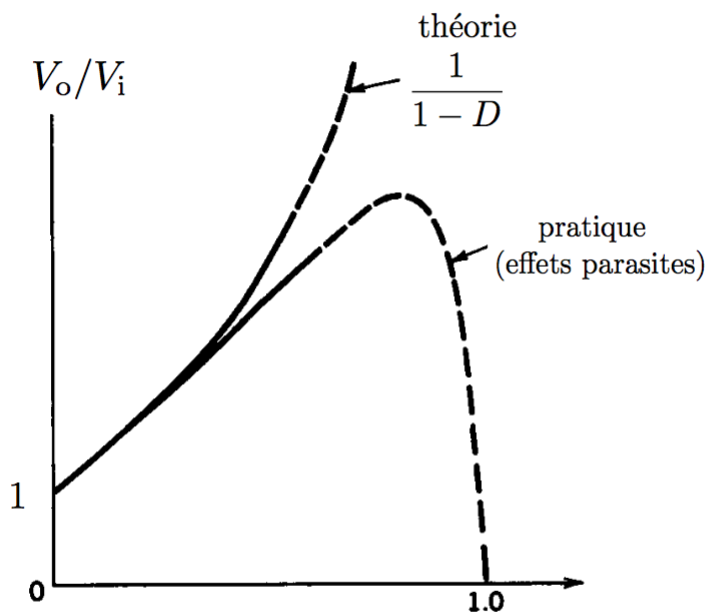 théorie
V_o/V_i
1
1 − D
pratique
(effets parasites)
1
0
1.0